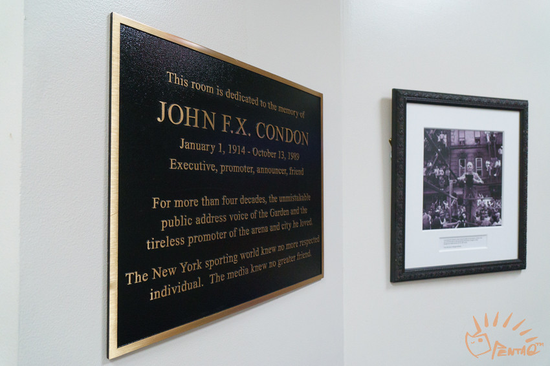 This room is dedicated to the memory of
JOHN F.X. CONDON
January 1, 1914 - October 13, 1989
Executive, promoter, announcer, friend
For more than four decades, the unmistakable
public address voice of the Garden and the
tireless promoter of the arena and city he loved.
The New York sporting world knew no more respected
individual. The media knew no greater friend.
PENTAQ